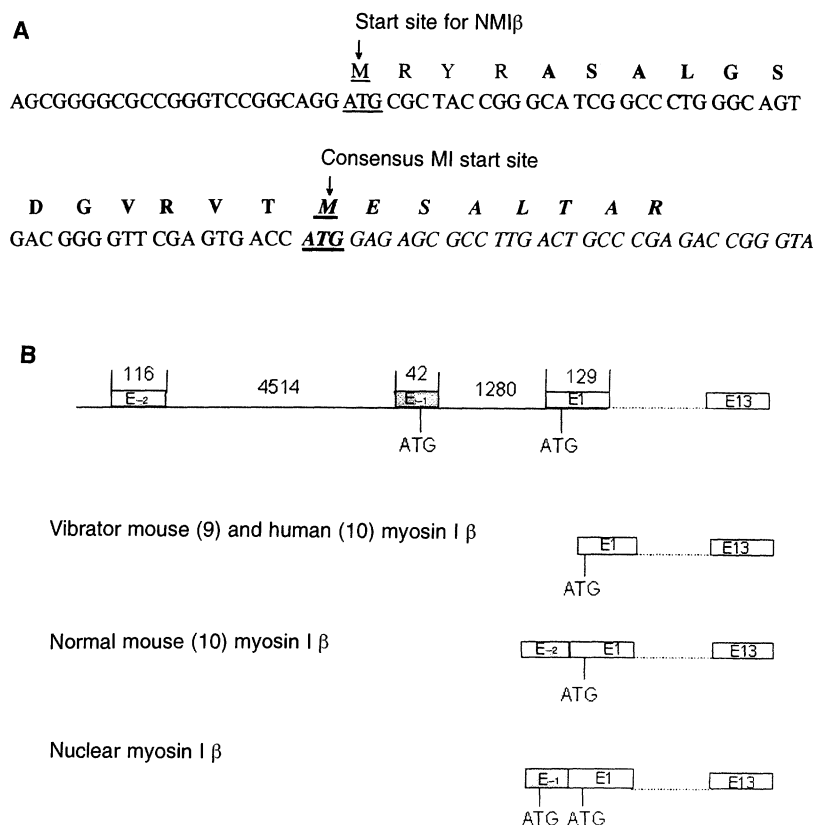 A
Start site for NMIβ
M R Y R A S A L G S
AGCGGGGCGCCGGGTCCGGCAGG ATG CGC TAC CGG GCA TCG GCC CTG GGC AGT
Consensus MI start site
D G V R V T M E S A L T A R
GAC GGG GTT CGA GTG ACC ATG GAG AGC GCC TTG ACT GCC CGA GAC CGG GTA
B
116 4514 42 1280 129
E-2 E-1 E1 E13
ATG ATG
Vibrator mouse (9) and human (10) myosin I β
E1 E13
ATG
Normal mouse (10) myosin I β
E-2 E1 E13
ATG
Nuclear myosin I β
E-1 E1 E13
ATG ATG